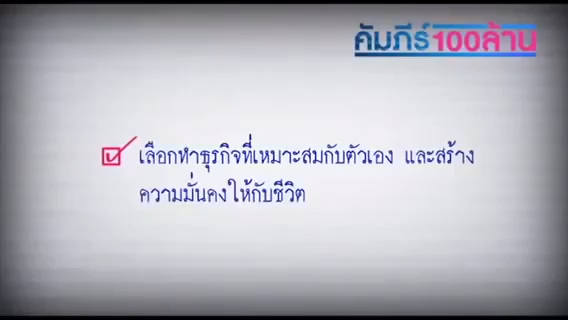 คัมภีร์100ล้าน
เลือกทำธุรกิจที่เหมาะสมกับตัวเอง และสร้าง
ความมั่นคงให้กับชีวิต